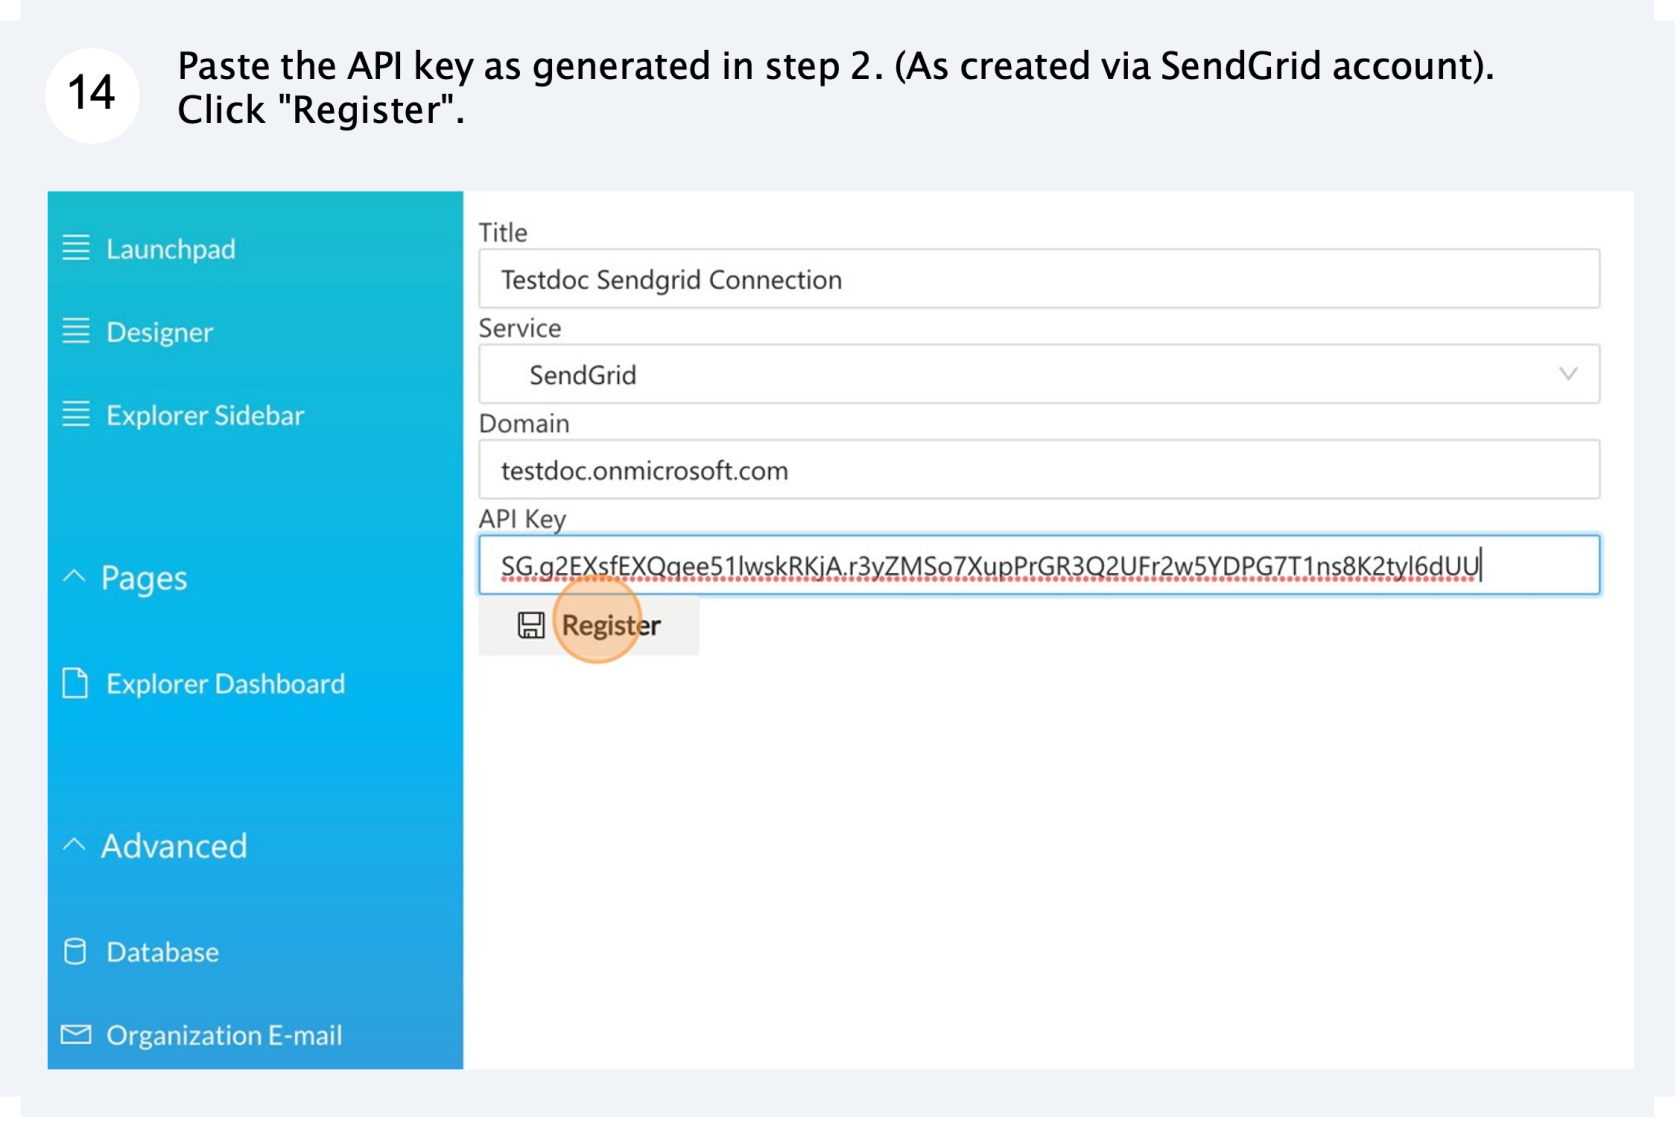 14
Paste the API key as generated in step 2. (As created via SendGrid account).
Click "Register".
Launchpad
Designer
Explorer Sidebar
Pages
Explorer Dashboard
Advanced
Database
Organization E-mail
Title
Testdoc Sendgrid Connection
Service
SendGrid
Domain
testdoc.onmicrosoft.com
API Key
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
Register